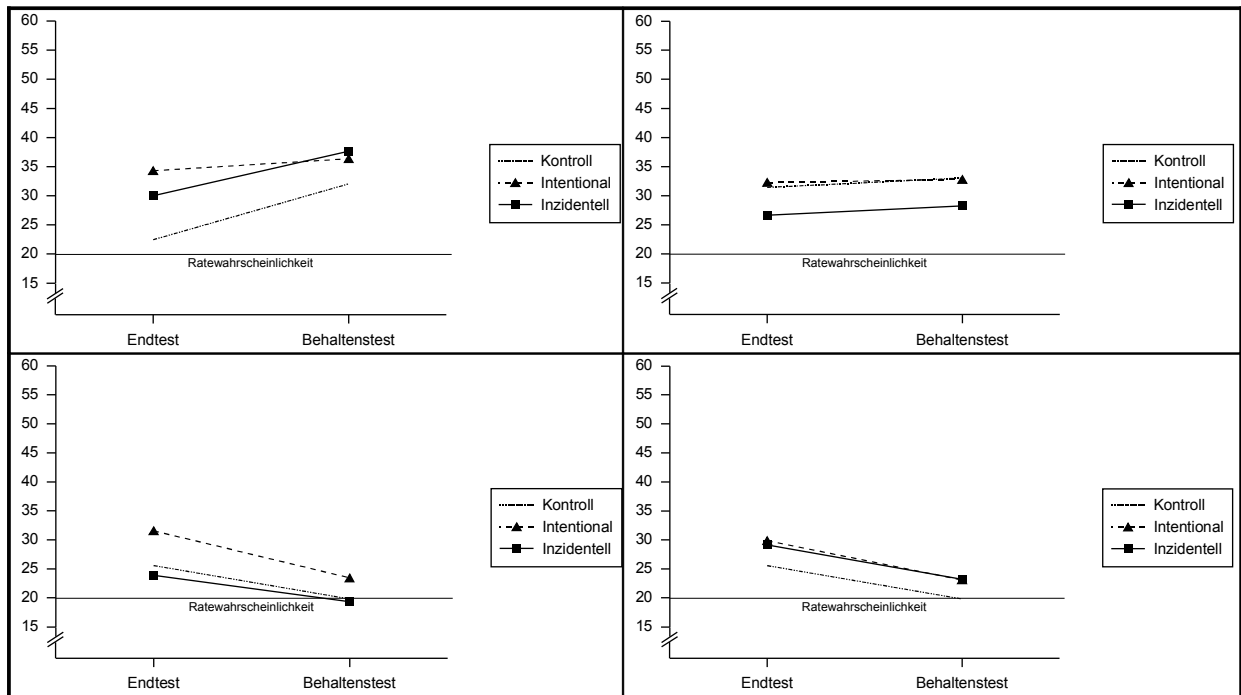 60
55
50
45
40
35
30
25
20
15
Ratewahrscheinlichkeit
Endtest Behaltenstest
Kontroll
Intentional
Inzidentell
60
55
50
45
40
35
30
25
20
15
Ratewahrscheinlichkeit
Endtest Behaltenstest
Kontroll
Intentional
Inzidentell
60
55
50
45
40
35
30
25
20
15
Ratewahrscheinlichkeit
Endtest Behaltenstest
Kontroll
Intentional
Inzidentell
60
55
50
45
40
35
30
25
20
15
Ratewahrscheinlichkeit
Endtest Behaltenstest
Kontroll
Intentional
Inzidentell